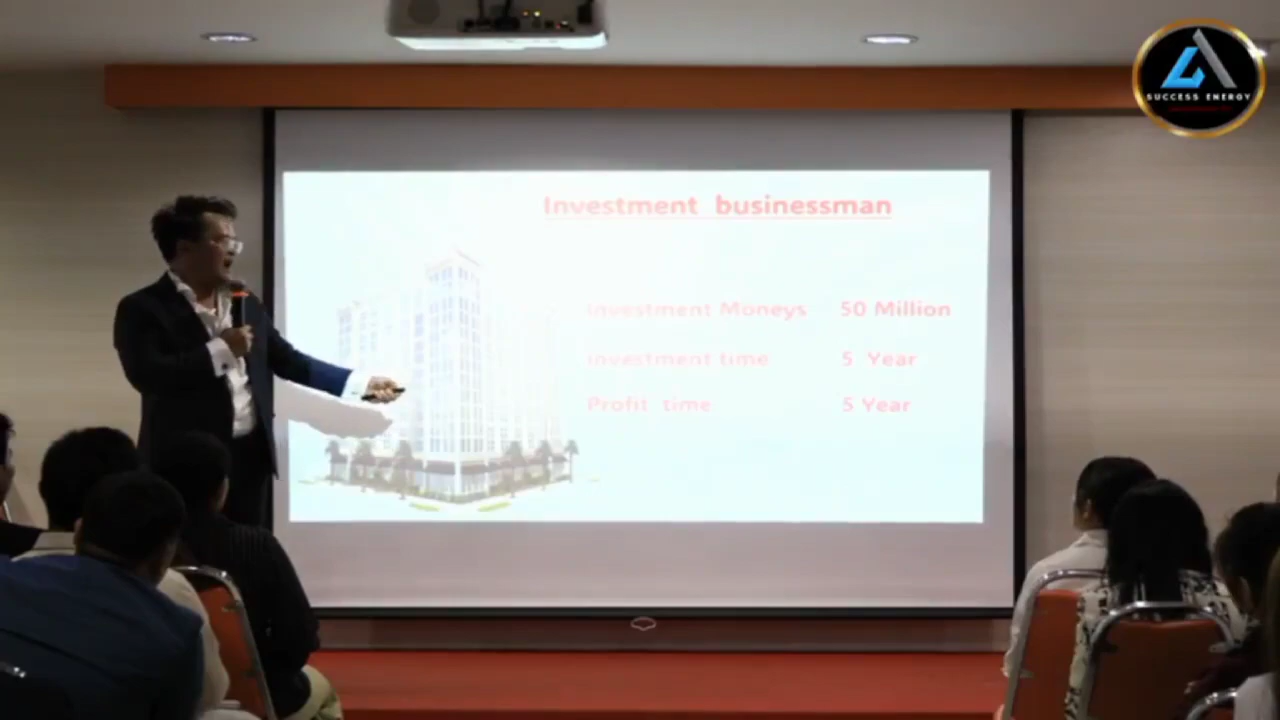 SUCCESS ENERGY
Investment businessman
Investment Moneys 50 Million
Investment time 5 Year
Profit time 5 Year